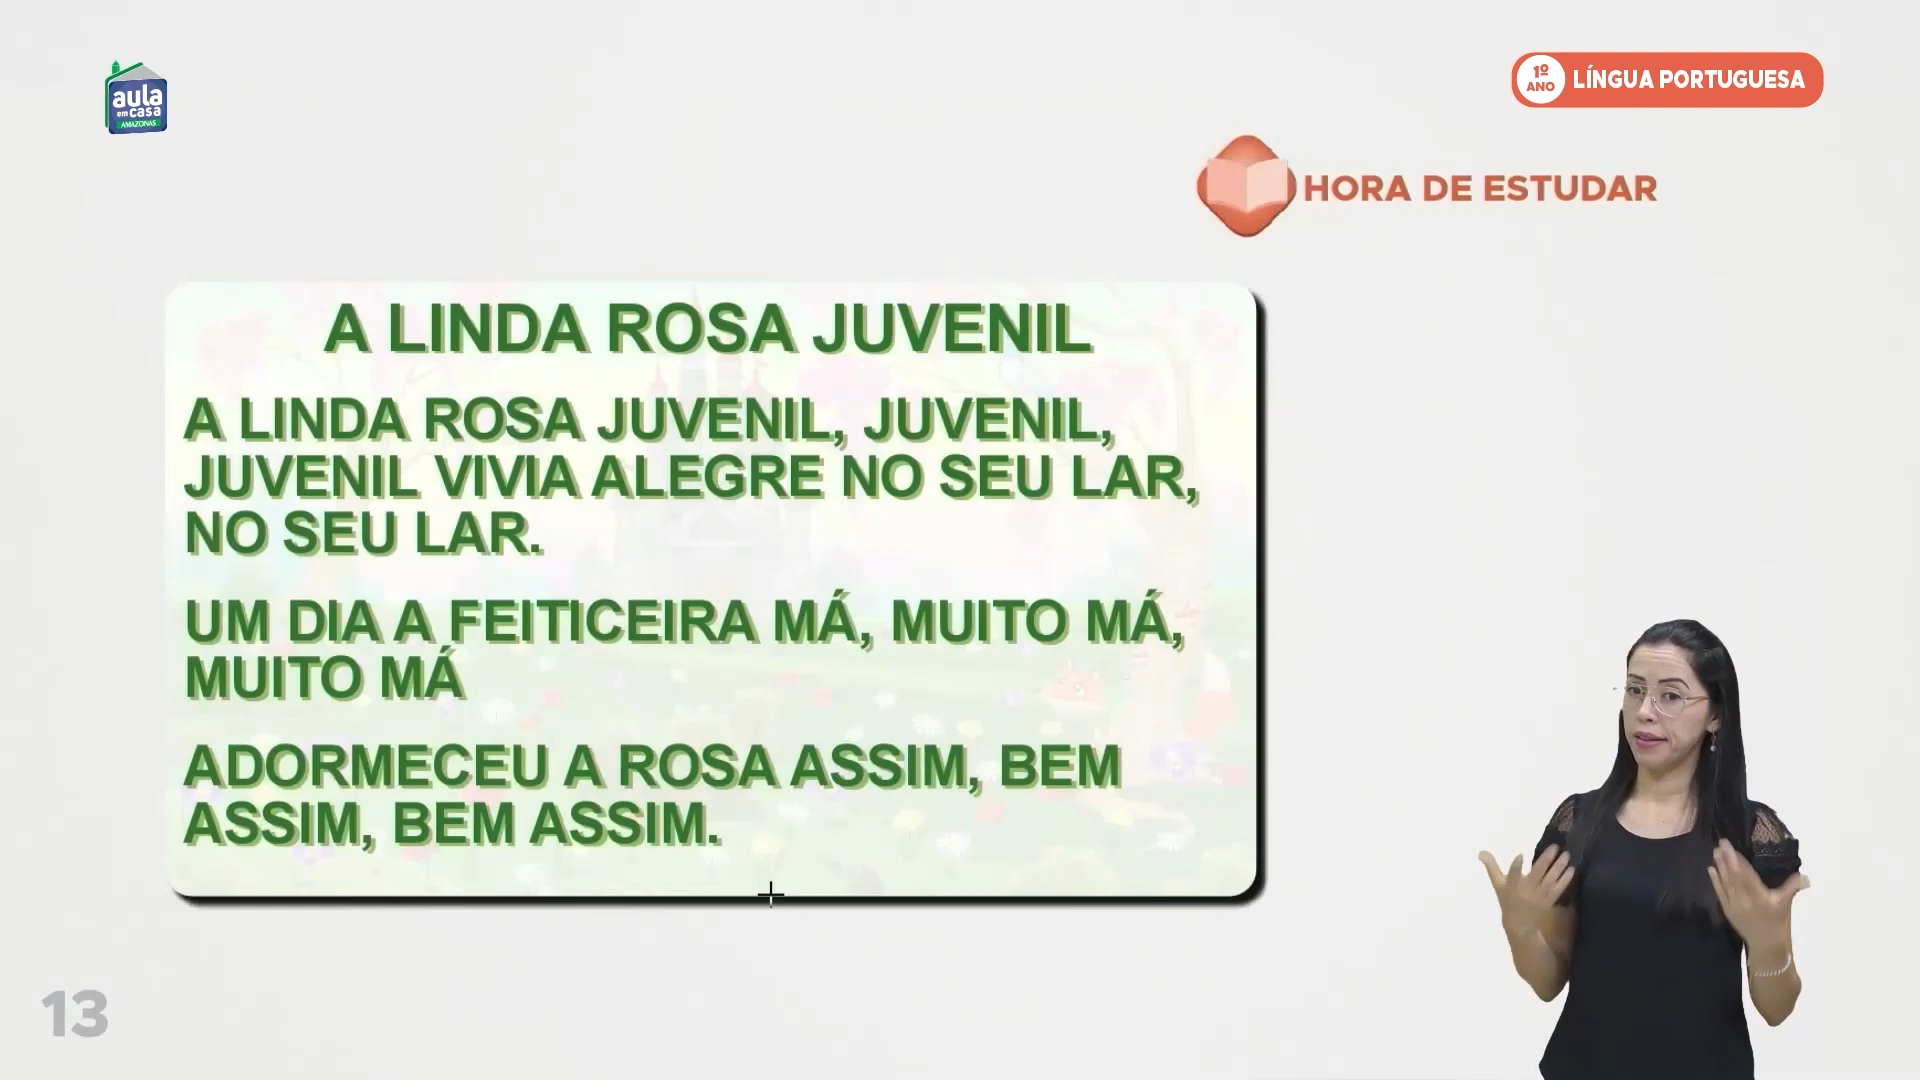 aula
em casa
AMAZONAS
1º
ANO
LÍNGUA PORTUGUESA
HORA DE ESTUDAR
A LINDA ROSA JUVENIL
A LINDA ROSA JUVENIL, JUVENIL,
JUVENIL VIVIA ALEGRE NO SEU LAR,
NO SEU LAR.
UM DIA A FEITICEIRA MÁ, MUITO MÁ,
MUITO MÁ
ADORMECEU A ROSA ASSIM, BEM
ASSIM, BEM ASSIM.
13